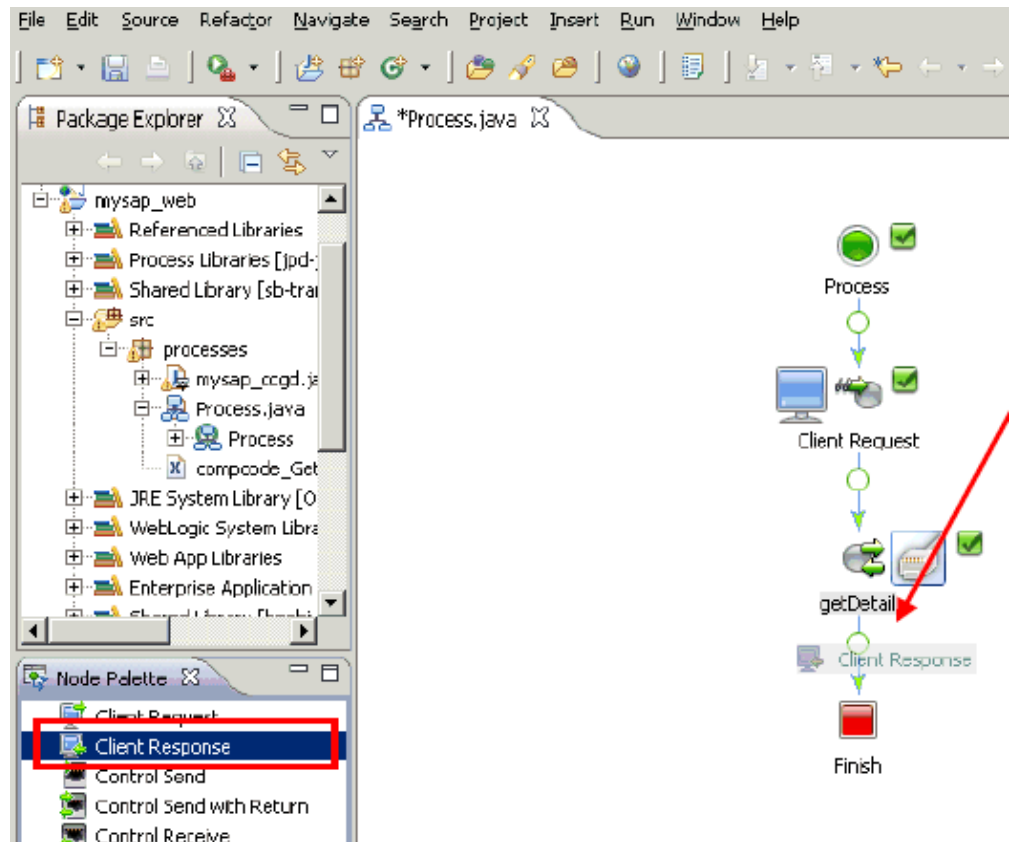 File Edit Source Refactor Navigate Search Project Insert Run Window Help
Package Explorer
*Process.java
mysap_web
Referenced Libraries
Process Libraries [jpd-
Shared Library [sb-tran
src
processes
mysap_ccgd.ja
Process.java
Process
compcode_Get
JRE System Library [O
WebLogic System Libra
Web App Libraries
Enterprise Application
Process
Client Request
getDetail
Client Response
Finish
Node Palette
Client Request
Client Response
Control Send
Control Send with Return
Control Receive